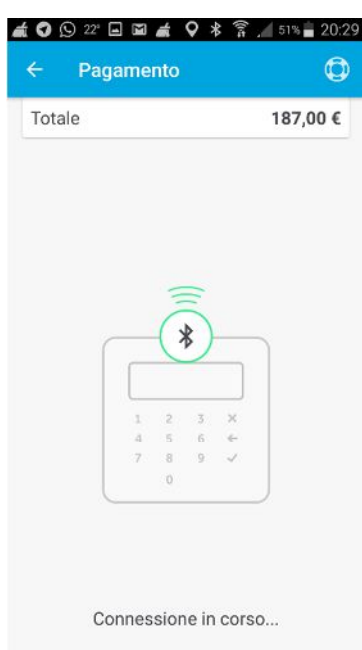 22° 51% 20:29
Pagamento
Totale 187,00 €
1 2 3
4 5 6
7 8 9
0
Connessione in corso...